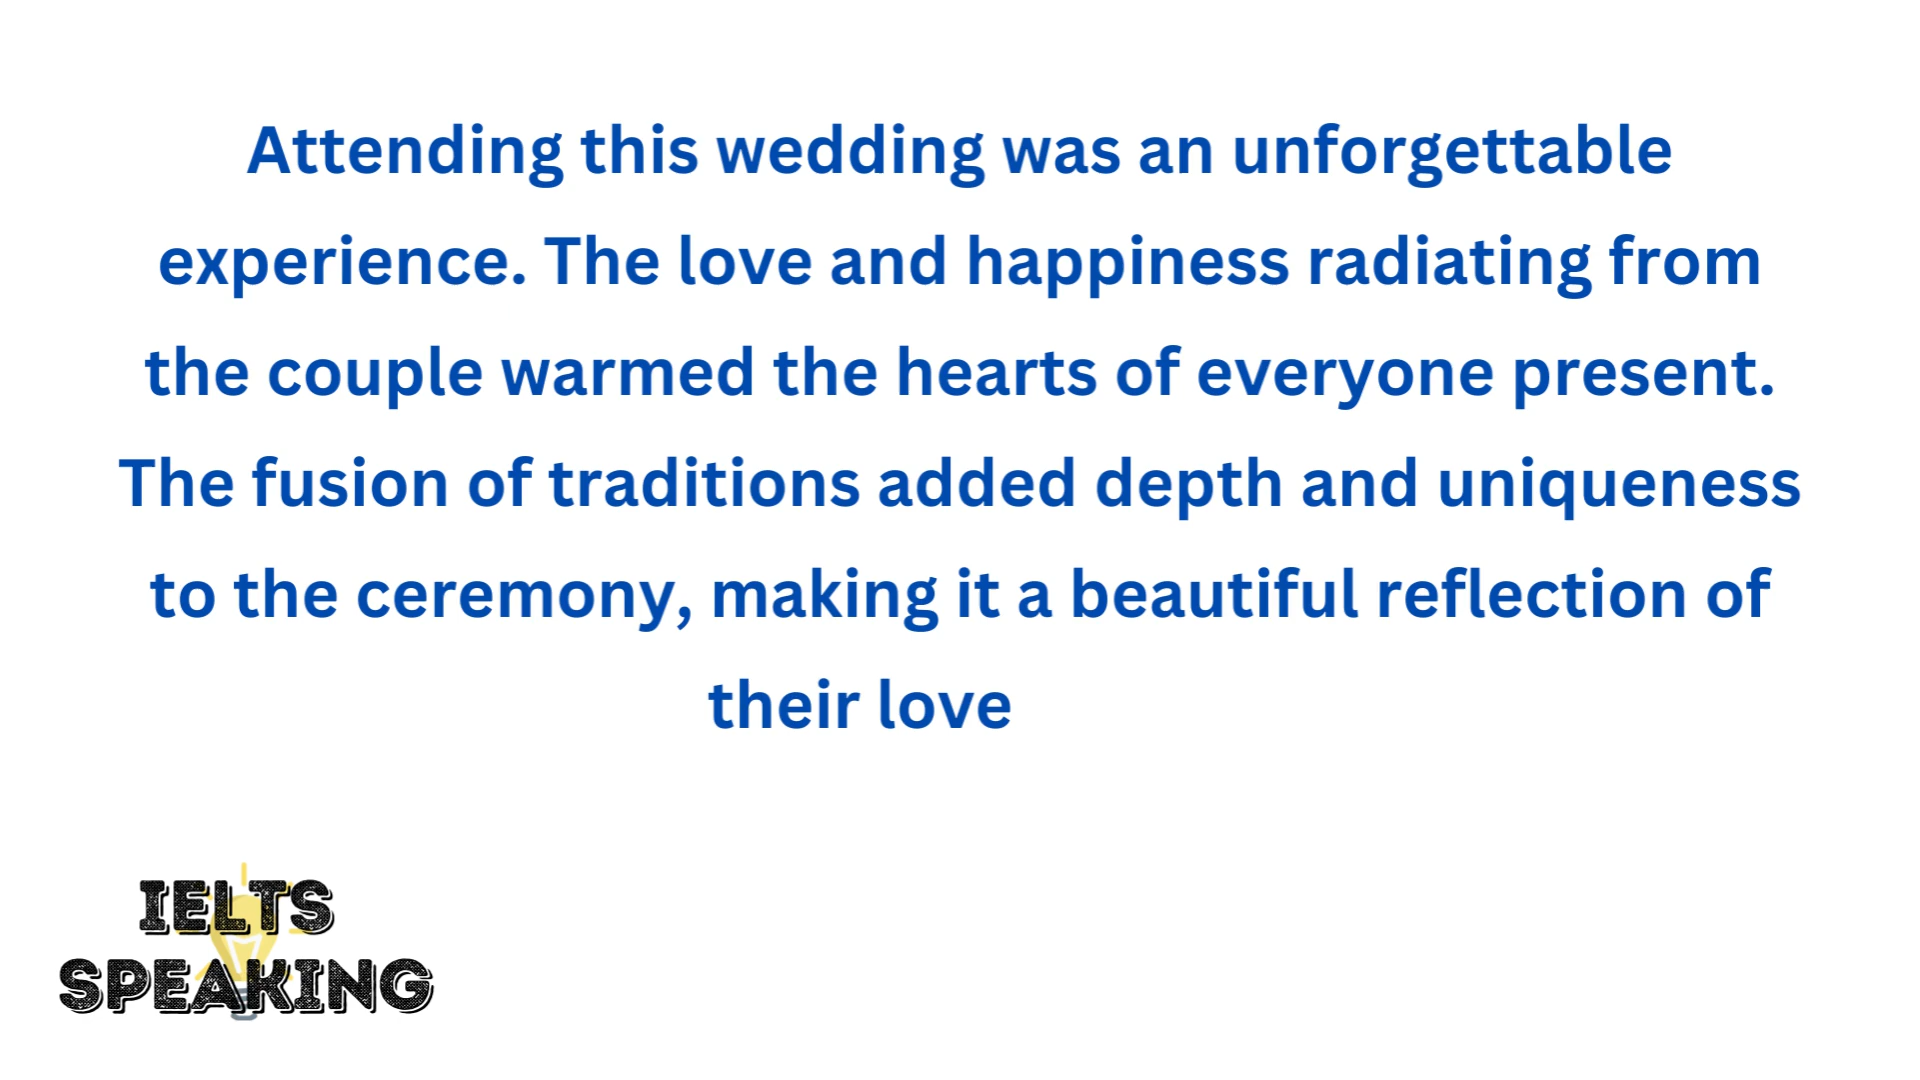 Attending this wedding was an unforgettable
experience. The love and happiness radiating from
the couple warmed the hearts of everyone present.
The fusion of traditions added depth and uniqueness
to the ceremony, making it a beautiful reflection of
their love
IELTS
SPEAKING